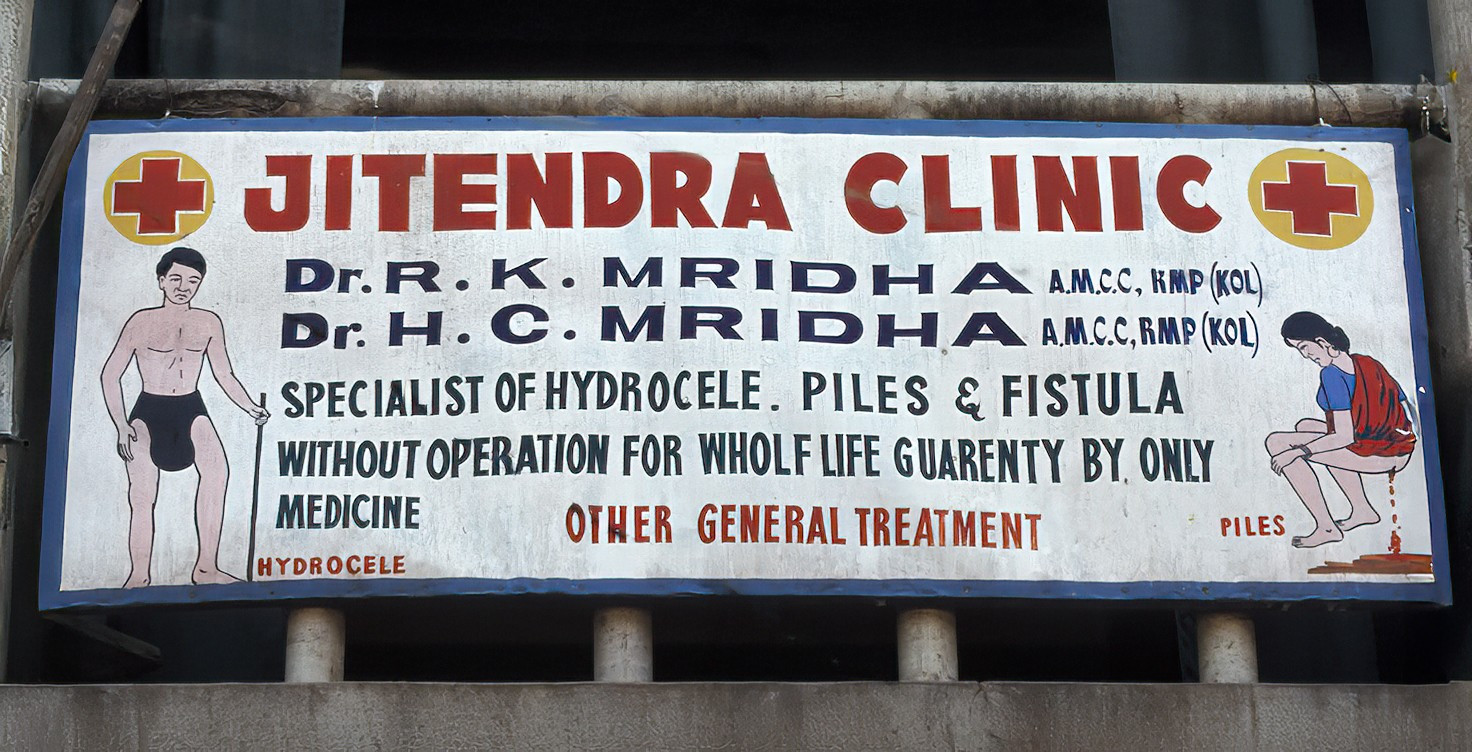 JITENDRA CLINIC
Dr. R. K. MRIDHA A.M.C.C, RMP (KOL)
Dr. H. C. MRIDHA A.M.C.C, RMP (KOL)
SPECIALIST OF HYDROCELE. PILES & FISTULA
WITHOUT OPERATION FOR WHOLE LIFE GUARENTY BY ONLY
MEDICINE
OTHER GENERAL TREATMENT
HYDROCELE
PILES